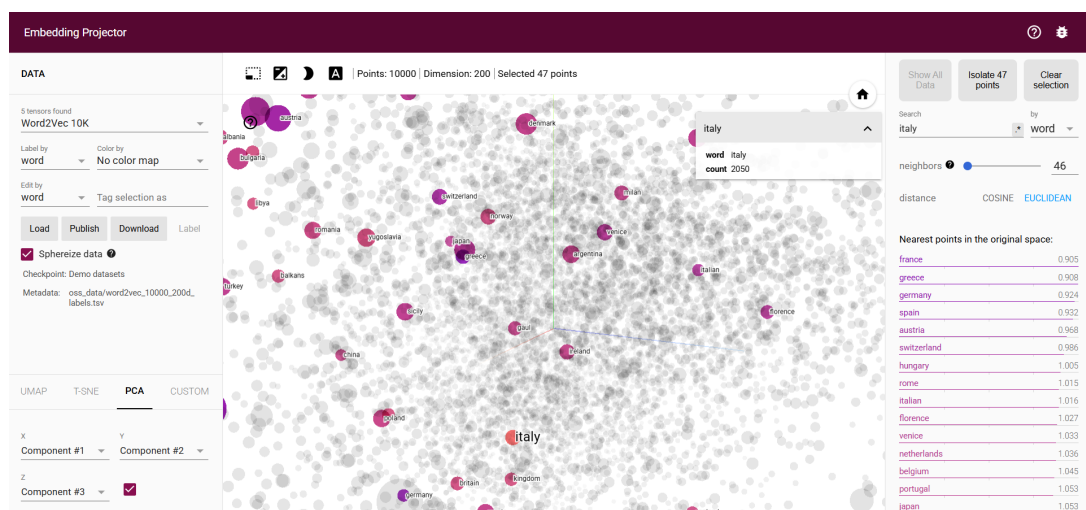 Embedding Projector
DATA
5 tensors found
Word2Vec 10K
Label by
Color by
word
No color map
Edit by
word
Tag selection as
Load
Publish
Download
Label
Sphereize data
Checkpoint: Demo datasets
Metadata: oss_data/word2vec_10000_200d_
labels.tsv
UMAP
T-SNE
PCA
CUSTOM
X
Y
Component #1
Component #2
Z
Component #3
A
Points: 10000
Dimension: 200
Selected 47 points
austria
denmark
albania
bulgaria
libya
switzerland
milan
norway
romania
yugoslavia
japan
greece
venice
argentina
balkans
turkey
italian
sicily
florence
gaul
china
ireland
poland
italy
britain
kingdom
germany
italy
word italy
count 2050
Show All
Data
Isolate 47
points
Clear
selection
Search
by
italy
.*
word
neighbors
46
distance
COSINE
EUCLIDEAN
Nearest points in the original space:
france 0.905
greece 0.908
germany 0.924
spain 0.932
austria 0.968
switzerland 0.986
hungary 1.005
rome 1.015
italian 1.016
florence 1.027
venice 1.033
netherlands 1.036
belgium 1.045
portugal 1.053
japan 1.053